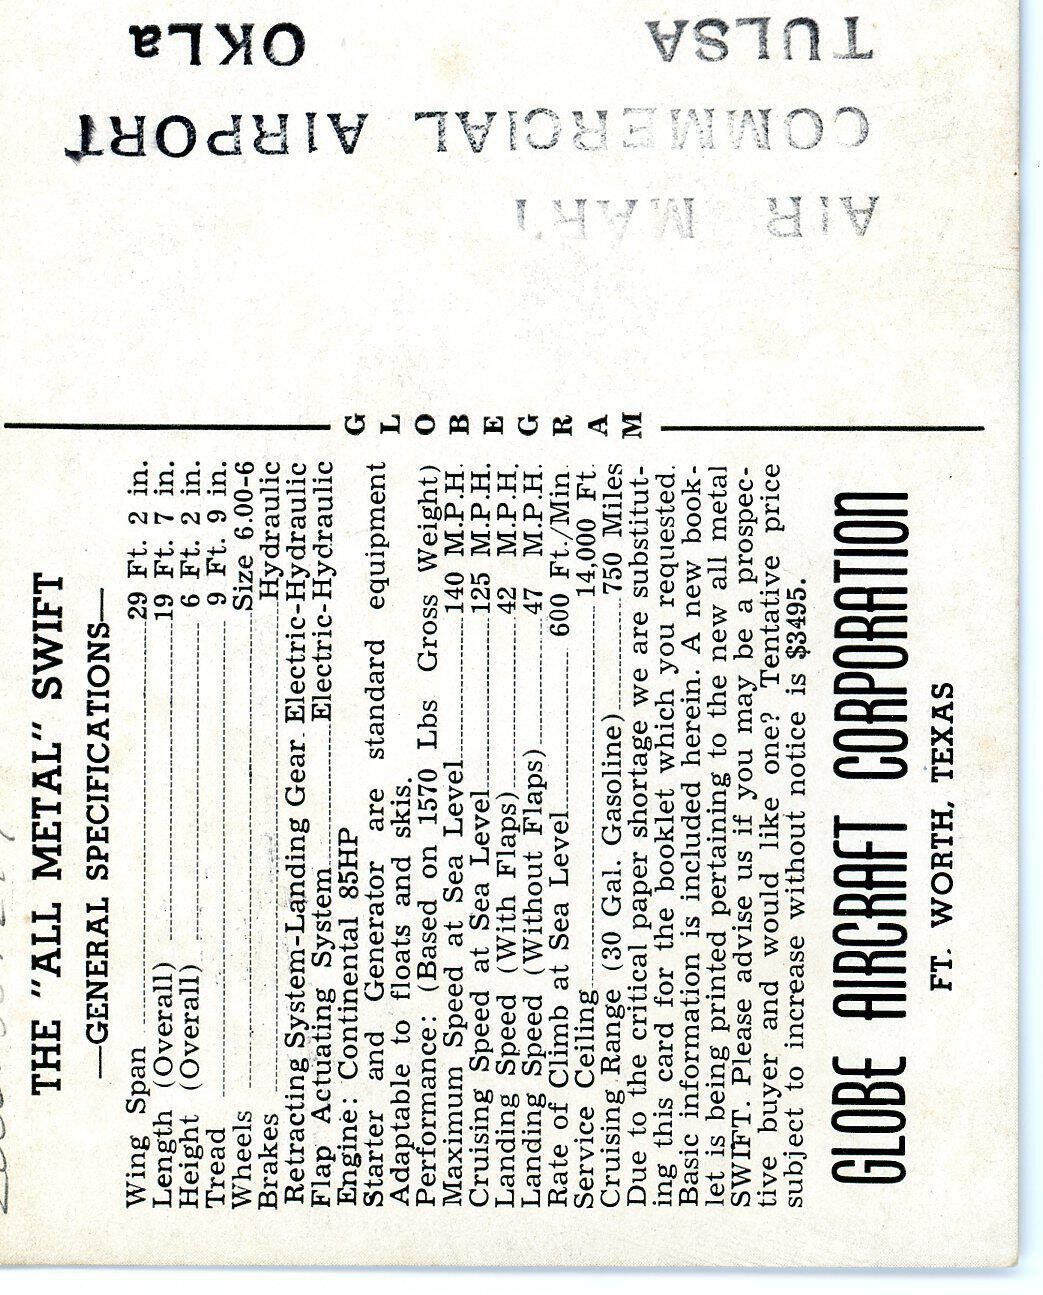 THE "ALL METAL" SWIFT
—GENERAL SPECIFICATIONS—
Wing Span 29 Ft. 2 in.
Length (Overall) 19 Ft. 7 in.
Height (Overall) 6 Ft. 2 in.
Tread 9 Ft. 9 in.
Wheels Size 6.00-6
Brakes Hydraulic
Retracting System-Landing Gear Electric-Hydraulic
Flap Actuating System Electric-Hydraulic
Engine: Continental 85HP
Starter and Generator are standard equipment
Adaptable to floats and skis.
Performance: (Based on 1570 Lbs Gross Weight)
Maximum Speed at Sea Level 140 M.P.H.
Cruising Speed at Sea Level 125 M.P.H.
Landing Speed (With Flaps) 42 M.P.H.
Landing Speed (Without Flaps) 47 M.P.H.
Rate of Climb at Sea Level 600 Ft./Min
Service Ceiling 14,000 Ft.
Cruising Range (30 Gal. Gasoline) 750 Miles
Due to the critical paper shortage we are substitut-
ing this card for the booklet which you requested.
Basic information is included herein. A new book-
let is being printed pertaining to the new all metal
SWIFT. Please advise us if you may be a prospec-
tive buyer and would like one? Tentative price
subject to increase without notice is $3495.
GLOBE AIRCRAFT CORPORATION
FT. WORTH, TEXAS
GLOBEGRAM
AIR MART
COMMERCIAL AIRPORT
TULSA OKLa